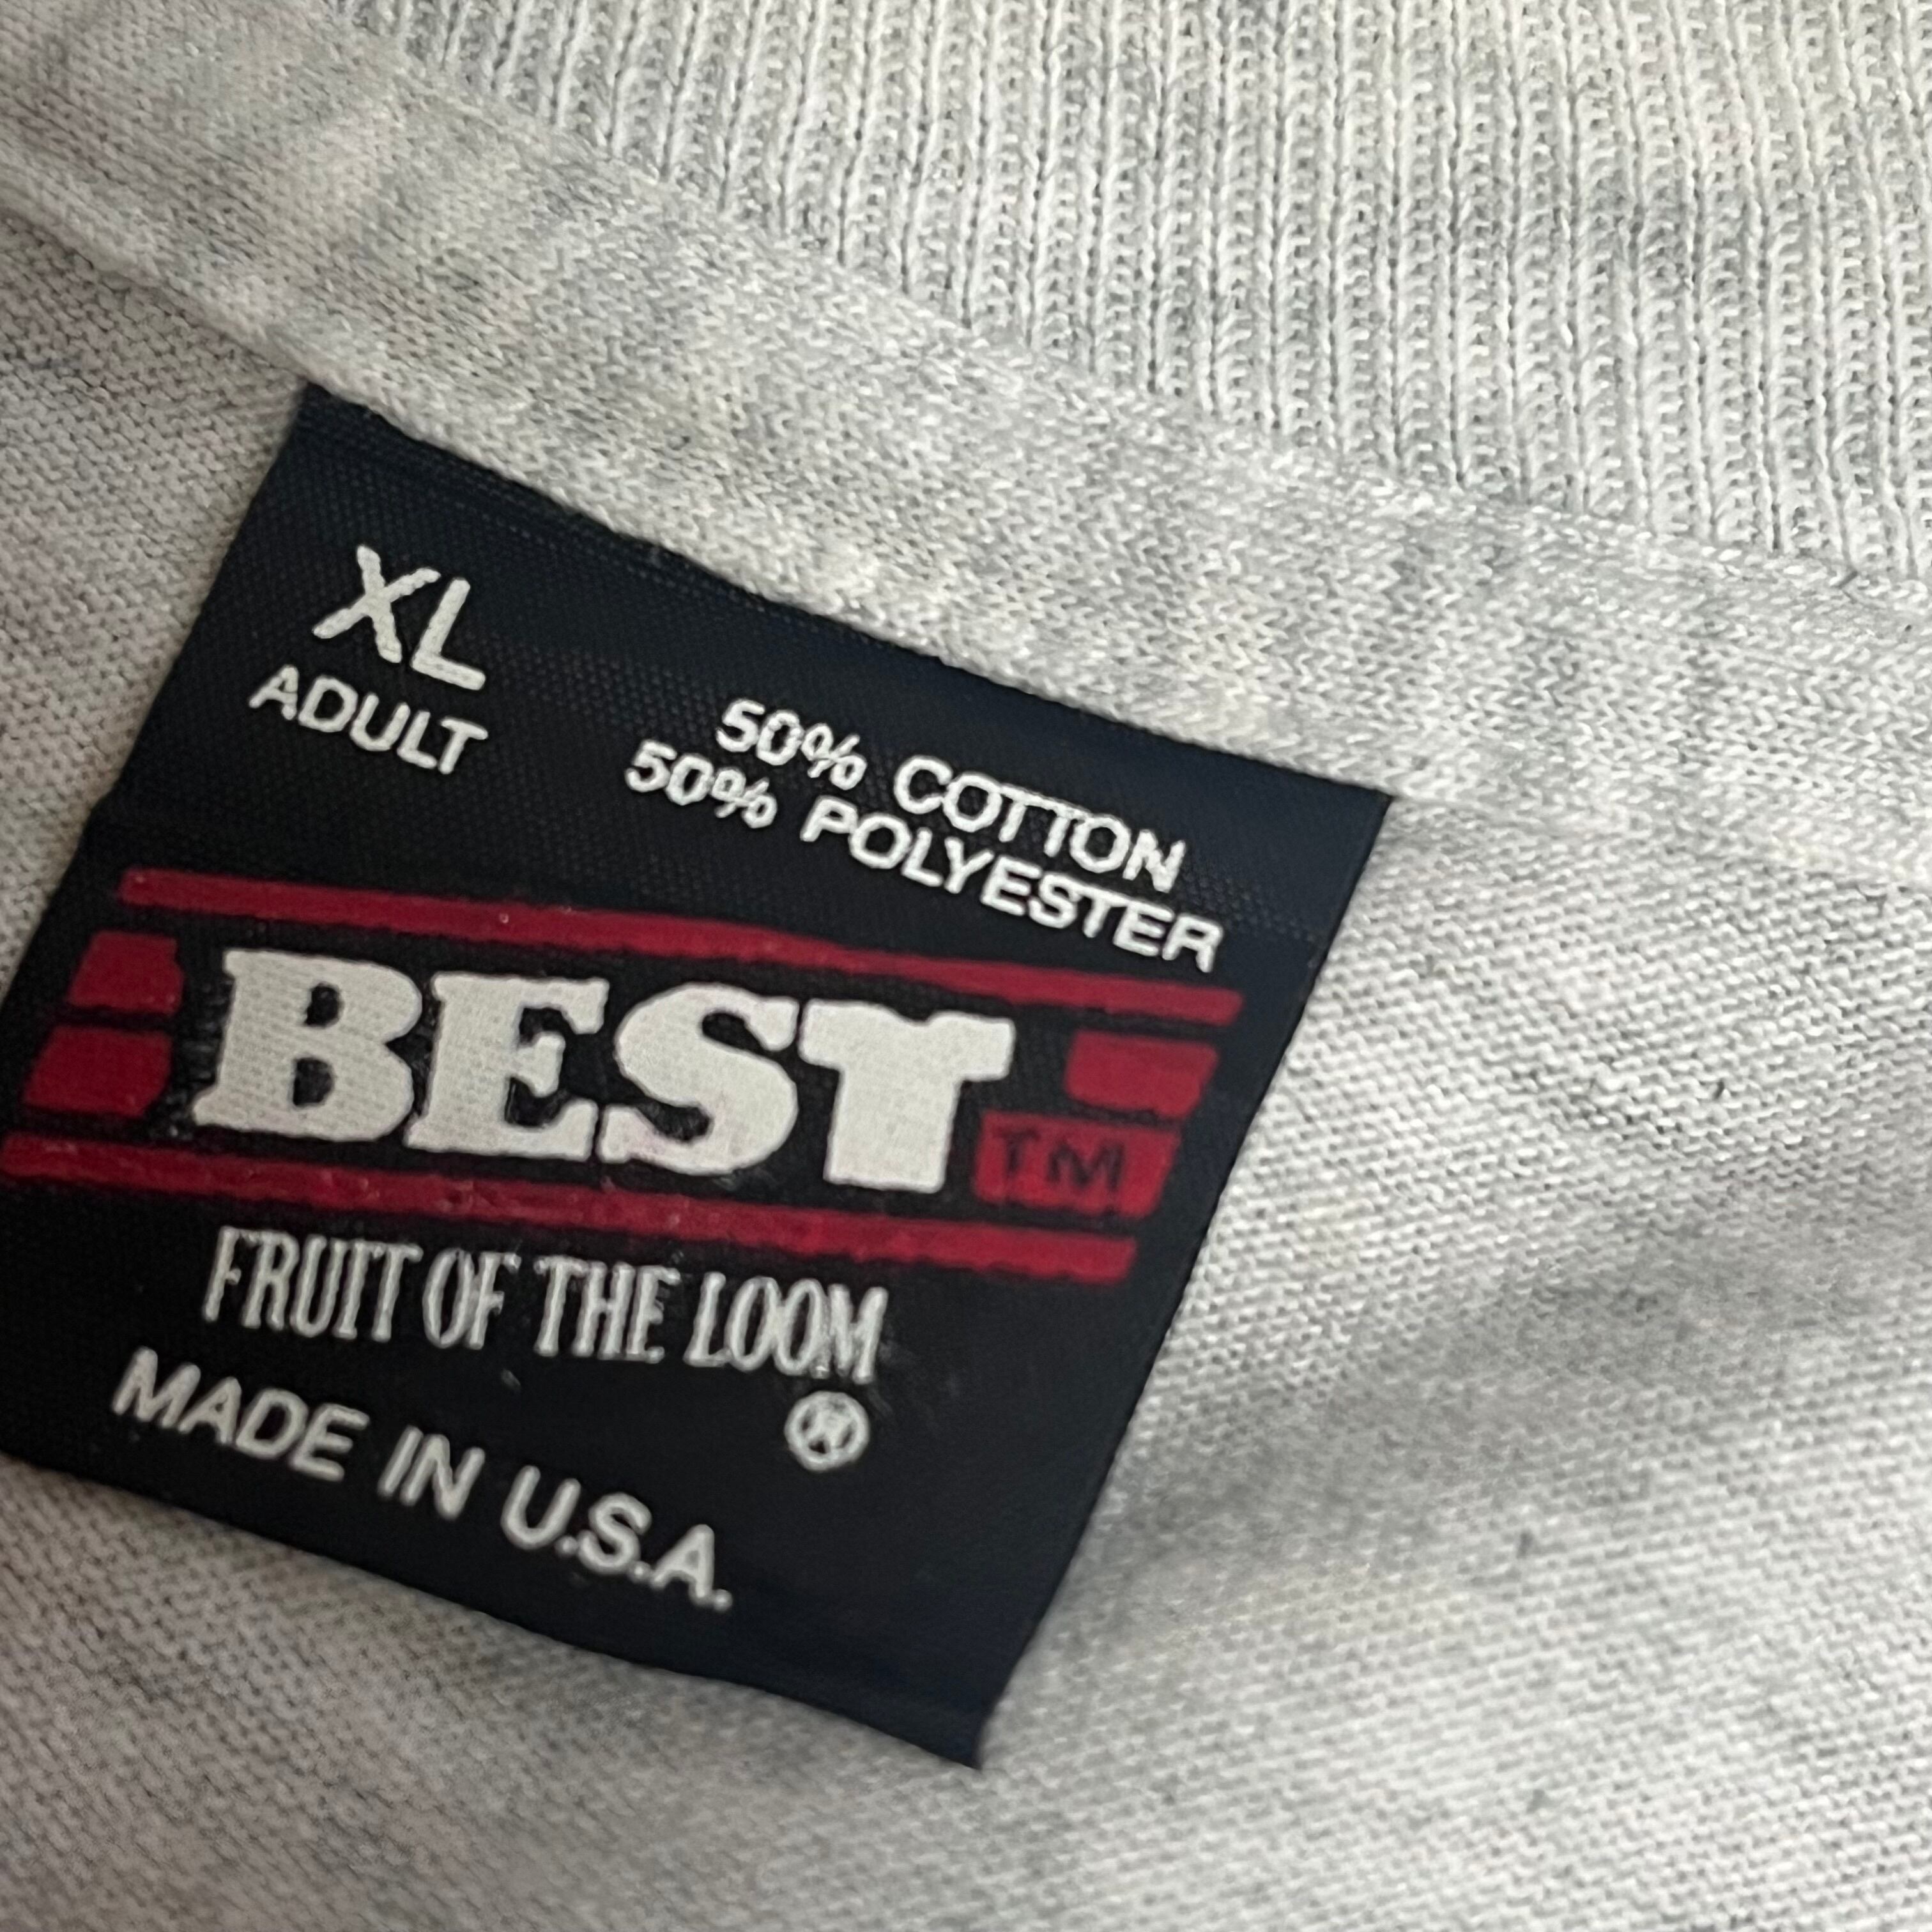 XL
ADULT
50% COTTON
50% POLYESTER
BEST
TM
FRUIT OF THE LOOM
®
MADE IN U.S.A.